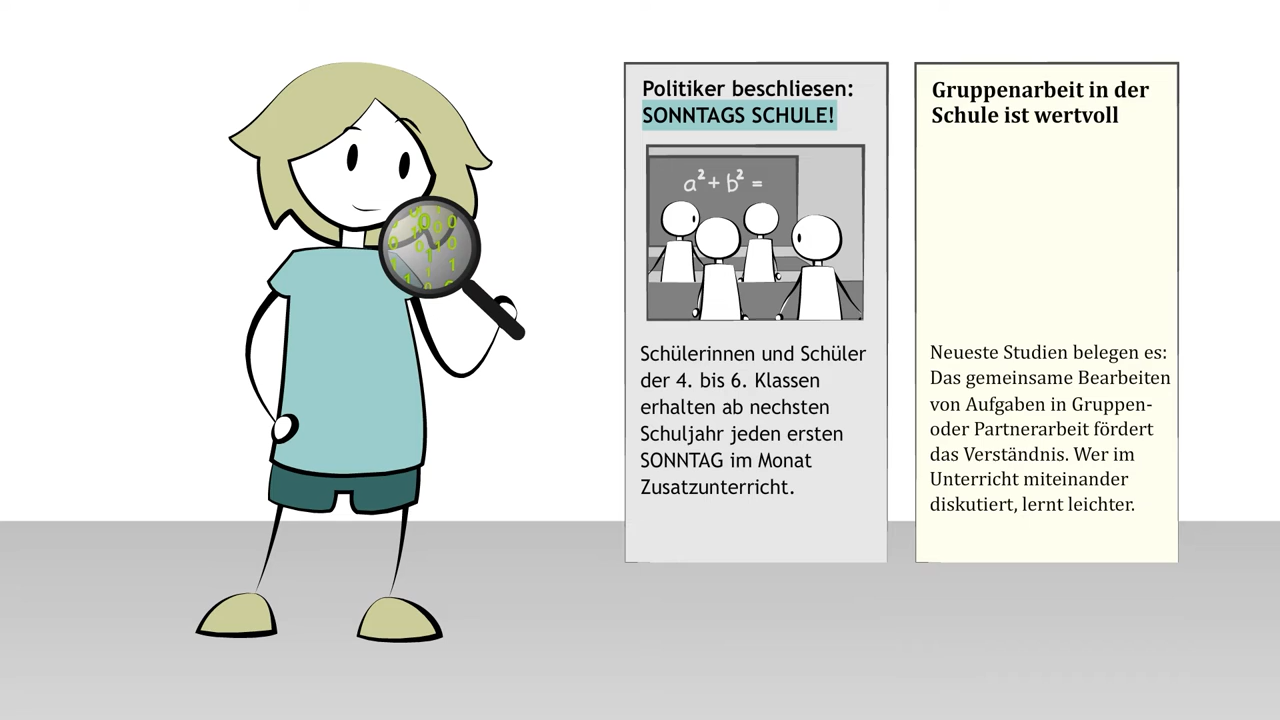 Politiker beschliesen:
SONNTAGS SCHULE!
a² + b² =
Schülerinnen und Schüler
der 4. bis 6. Klassen
erhalten ab nechsten
Schuljahr jeden ersten
SONNTAG im Monat
Zusatzunterricht.
Gruppenarbeit in der
Schule ist wertvoll
Neueste Studien belegen es:
Das gemeinsame Bearbeiten
von Aufgaben in Gruppen-
oder Partnerarbeit fördert
das Verständnis. Wer im
Unterricht miteinander
diskutiert, lernt leichter.